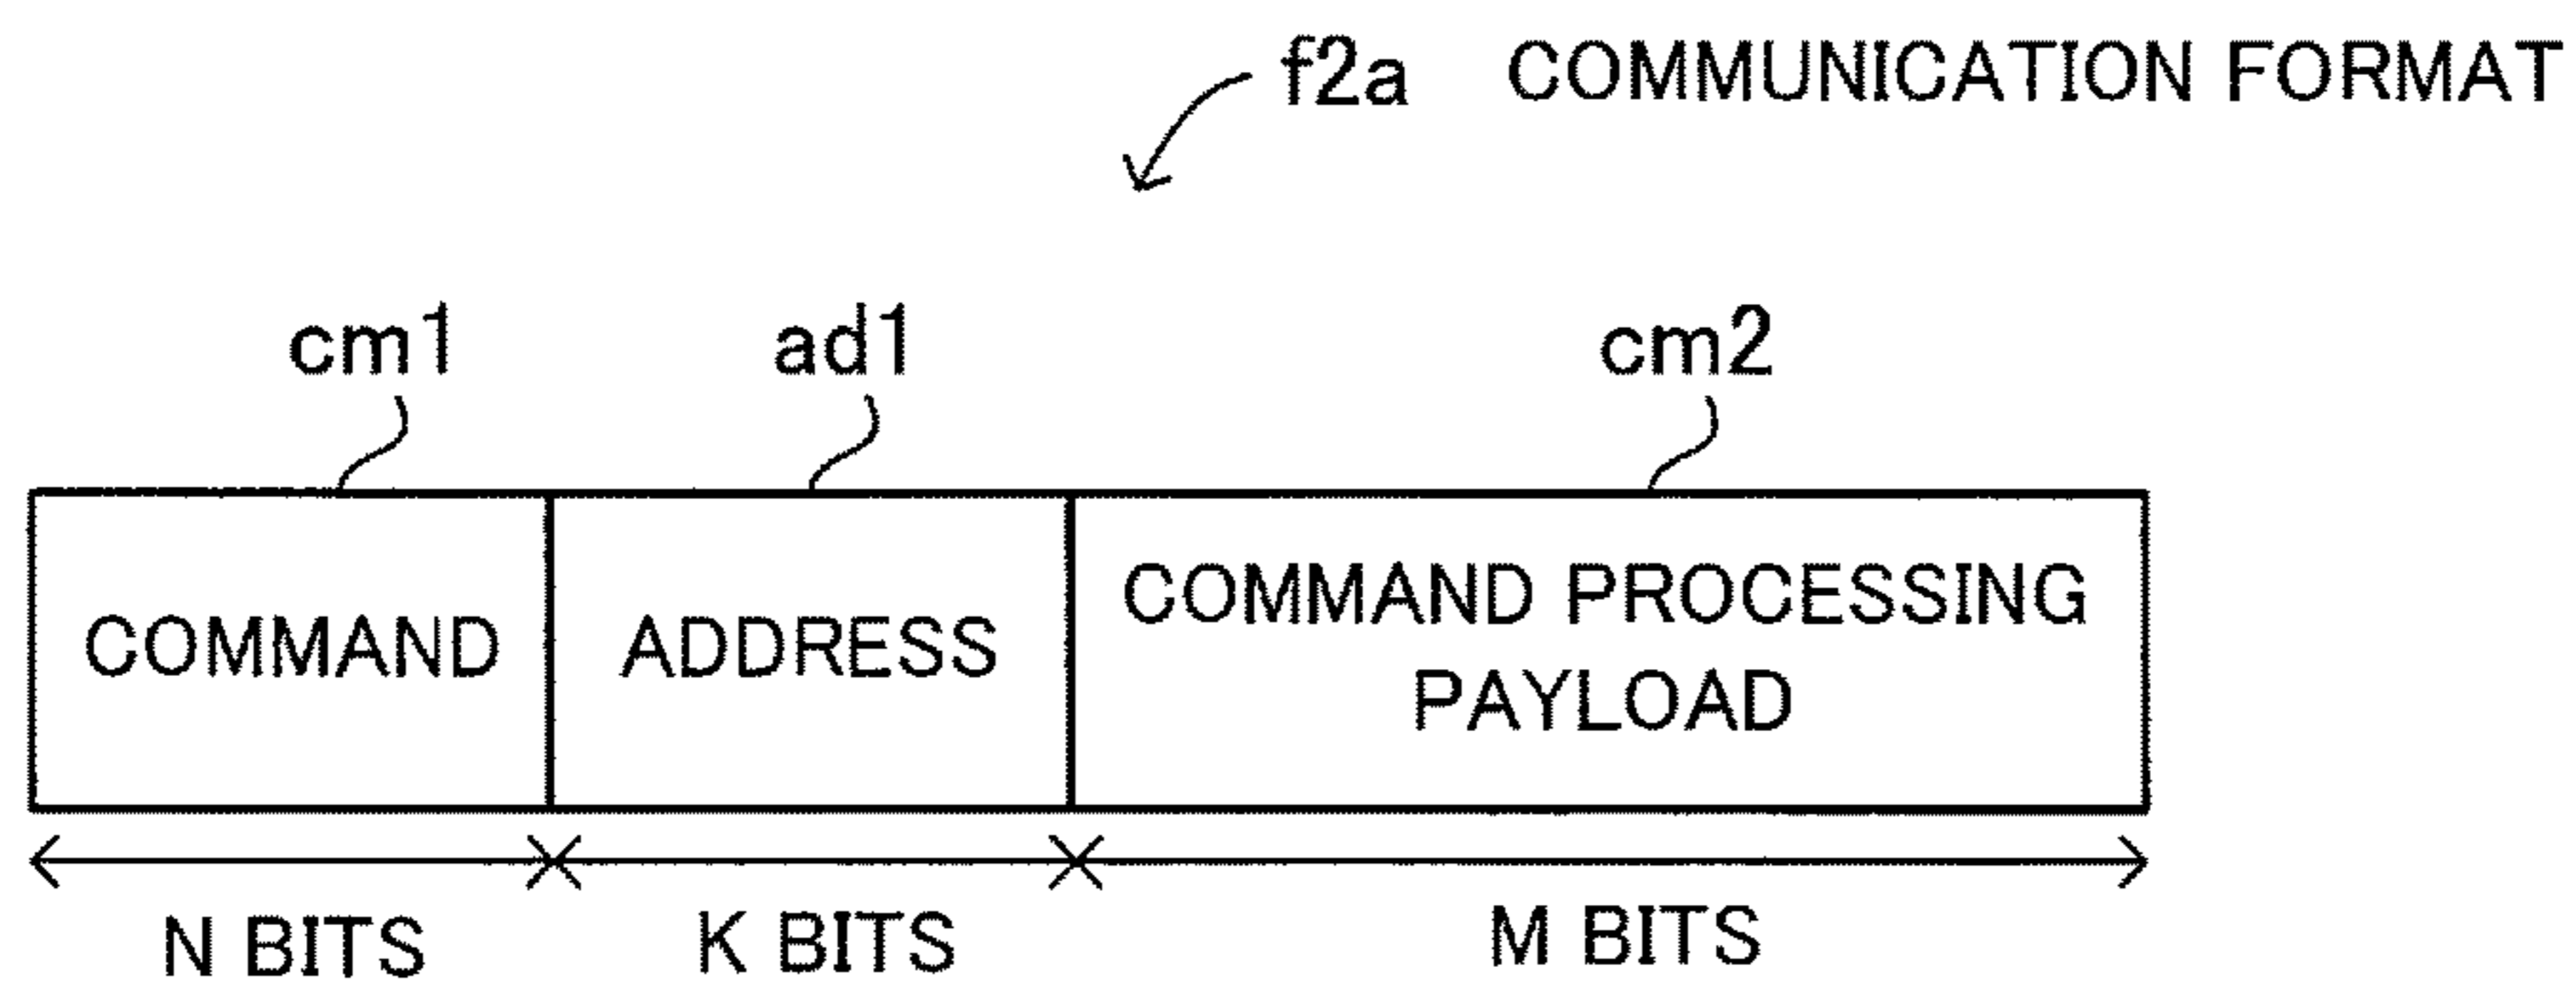 f2a COMMUNICATION FORMAT
cm1 ad1 cm2
COMMAND
ADDRESS
COMMAND PROCESSING
PAYLOAD
N BITS K BITS M BITS